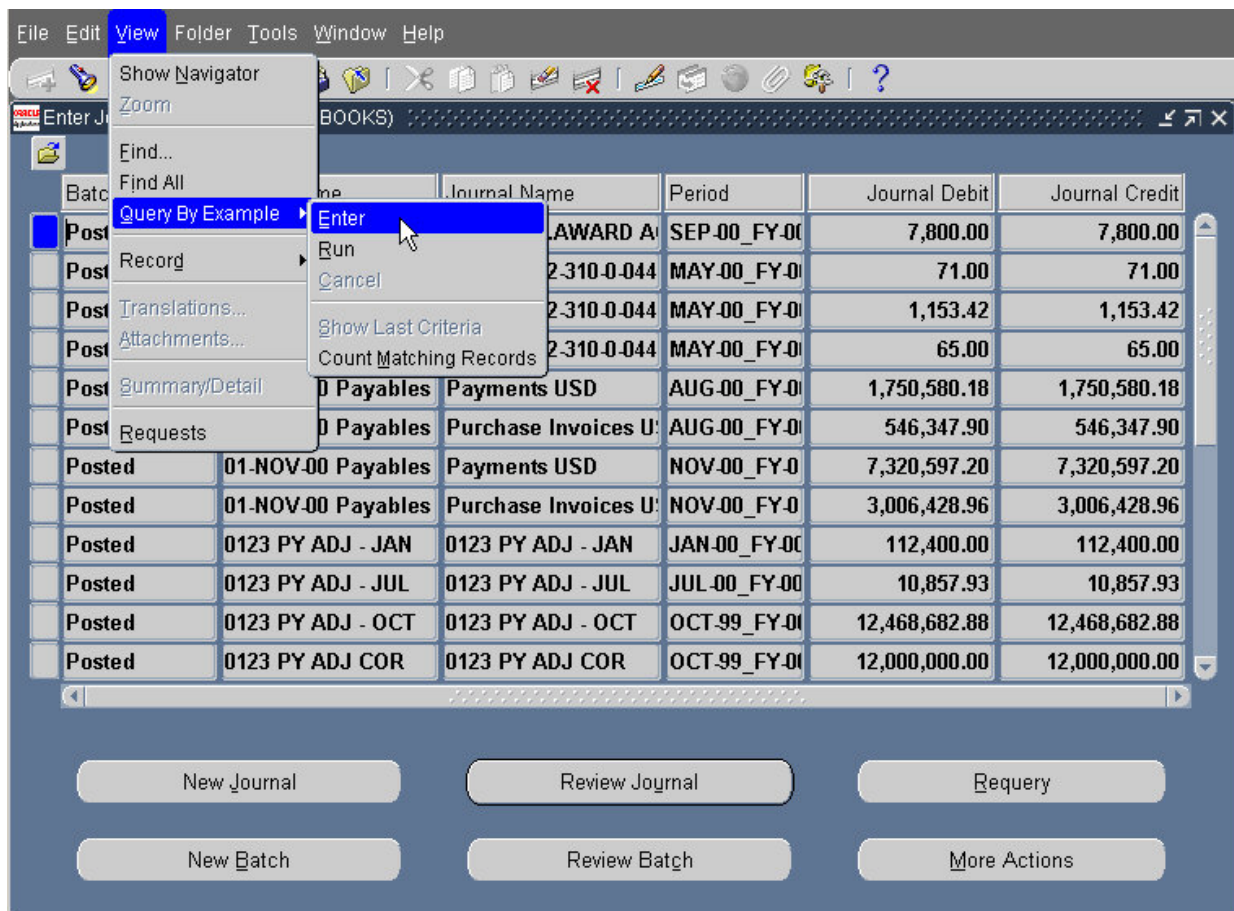 File Edit View Folder Tools Window Help
Show Navigator
Zoom
Find...
Find All
Query By Example
Record
Translations...
Attachments...
Summary/Detail
Requests
Enter
Run
Cancel
Show Last Criteria
Count Matching Records
Enter J BOOKS)
Batc me Journal Name Period Journal Debit Journal Credit
Post .AWARD A SEP-00_FY-00 7,800.00 7,800.00
Post 2-310-0-044 MAY-00_FY-0 71.00 71.00
Post 2-310-0-044 MAY-00_FY-0 1,153.42 1,153.42
Post 2-310-0-044 MAY-00_FY-0 65.00 65.00
Post 0 Payables Payments USD AUG-00_FY-0 1,750,580.18 1,750,580.18
Post 0 Payables Purchase Invoices U AUG-00_FY-0 546,347.90 546,347.90
Posted 01-NOV-00 Payables Payments USD NOV-00_FY-0 7,320,597.20 7,320,597.20
Posted 01-NOV-00 Payables Purchase Invoices U NOV-00_FY-0 3,006,428.96 3,006,428.96
Posted 0123 PY ADJ - JAN 0123 PY ADJ - JAN JAN-00_FY-00 112,400.00 112,400.00
Posted 0123 PY ADJ - JUL 0123 PY ADJ - JUL JUL-00_FY-00 10,857.93 10,857.93
Posted 0123 PY ADJ - OCT 0123 PY ADJ - OCT OCT-99_FY-0 12,468,682.88 12,468,682.88
Posted 0123 PY ADJ COR 0123 PY ADJ COR OCT-99_FY-0 12,000,000.00 12,000,000.00
New Journal Review Journal Requery
New Batch Review Batch More Actions